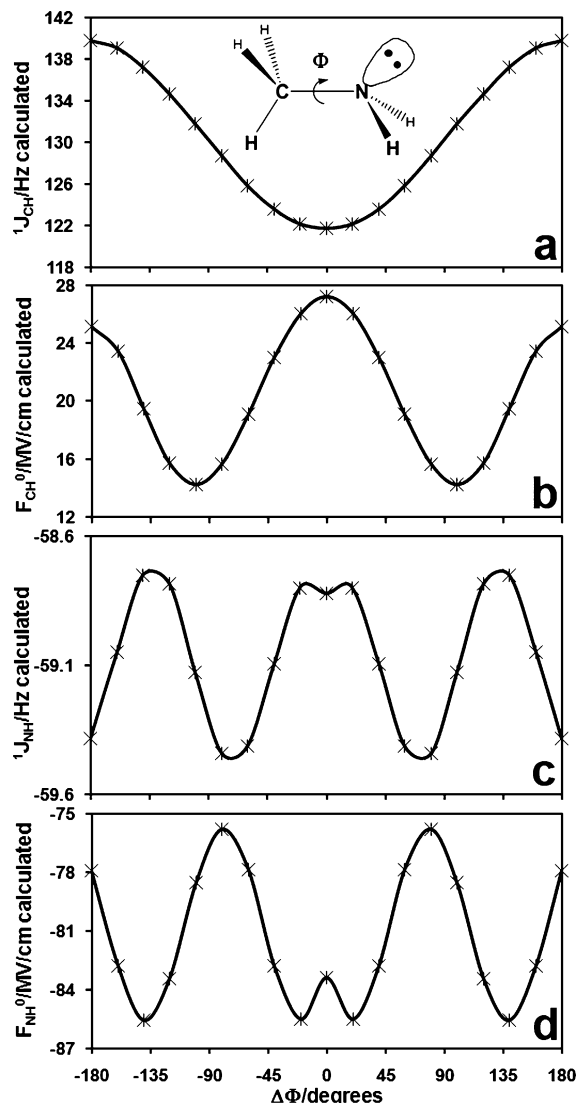 142
138
134
130
126
122
118
¹J_CH/Hz calculated
H
H
Φ
C
N
H
H
H
a
28
24
20
16
12
F_CH⁰/MV/cm calculated
b
-58.6
-59.1
-59.6
¹J_NH/Hz calculated
c
-75
-78
-81
-84
-87
F_NH⁰/MV/cm calculated
d
-180 -135 -90 -45 0 45 90 135 180
ΔΦ/degrees